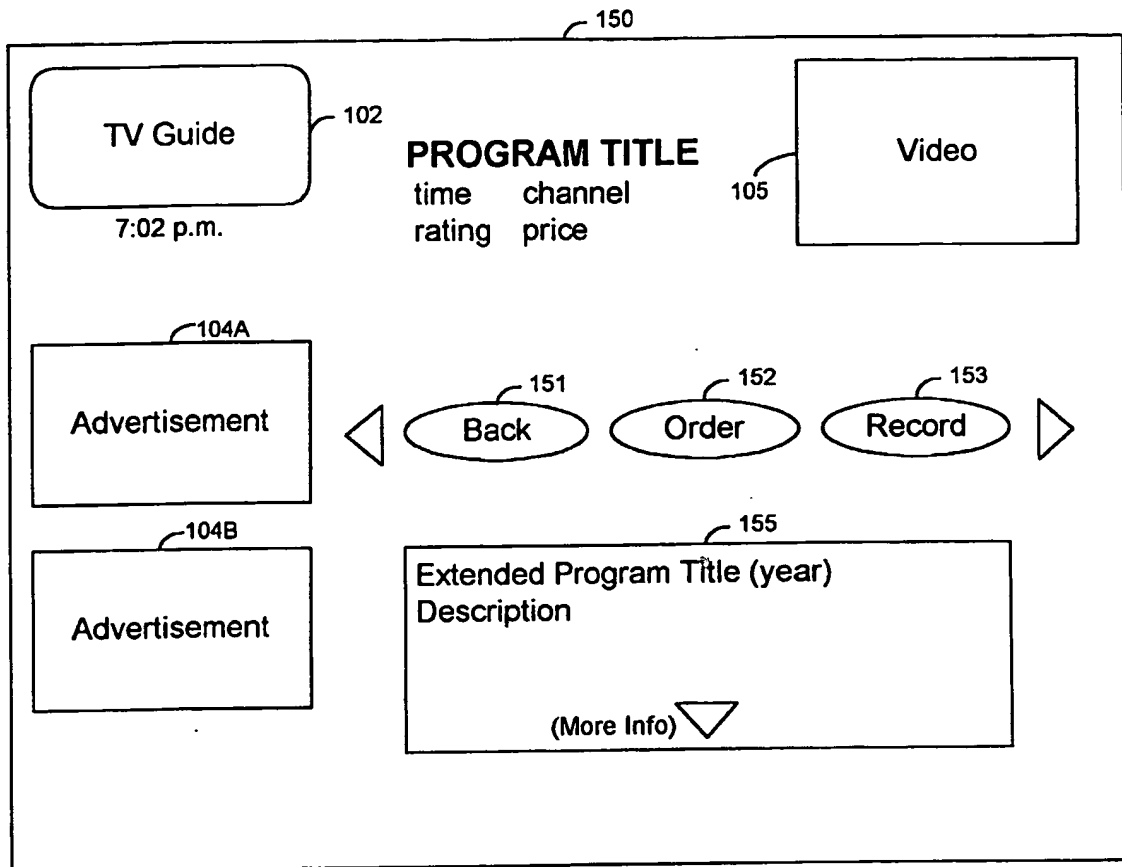 150
TV Guide
102
7:02 p.m.
PROGRAM TITLE
time channel
rating price
105
Video
104A
Advertisement
151
Back
152
Order
153
Record
104B
Advertisement
155
Extended Program Title (year)
Description
(More Info)